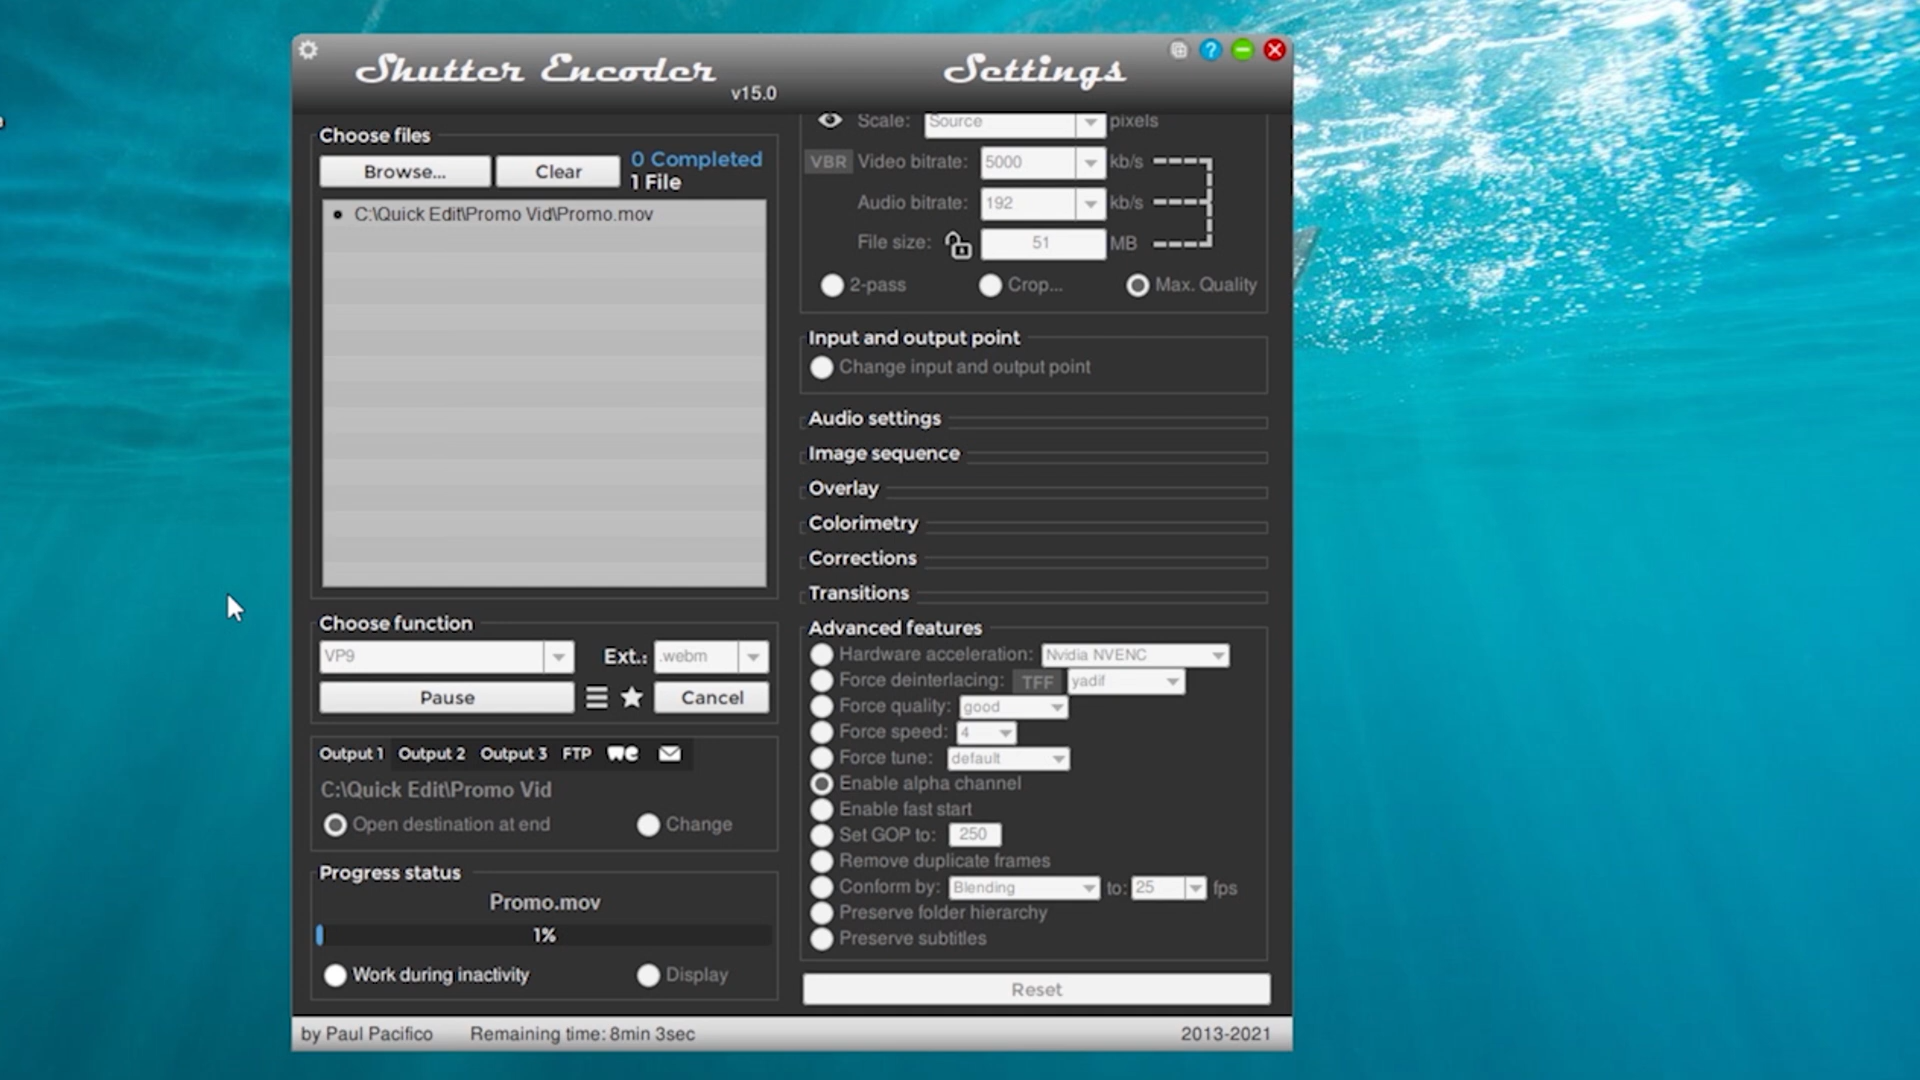 Shutter Encoder
v15.0
Settings
Choose files
Browse...
Clear
0 Completed
1 File
C:\Quick Edit\Promo Vid\Promo.mov
Choose function
VP9
Ext.: .webm
Pause
Cancel
Output 1 Output 2 Output 3 FTP we
C:\Quick Edit\Promo Vid
Open destination at end
Change
Progress status
Promo.mov
1%
Work during inactivity
Display
Scale: Source pixels
VBR Video bitrate: 5000 kb/s
Audio bitrate: 192 kb/s
File size: 51 MB
2-pass Crop... Max. Quality
Input and output point
Change input and output point
Audio settings
Image sequence
Overlay
Colorimetry
Corrections
Transitions
Advanced features
Hardware acceleration: Nvidia NVENC
Force deinterlacing: TFF yadif
Force quality: good
Force speed: 4
Force tune: default
Enable alpha channel
Enable fast start
Set GOP to: 250
Remove duplicate frames
Conform by: Blending to: 25 fps
Preserve folder hierarchy
Preserve subtitles
Reset
by Paul Pacifico
Remaining time: 8min 3sec
2013-2021